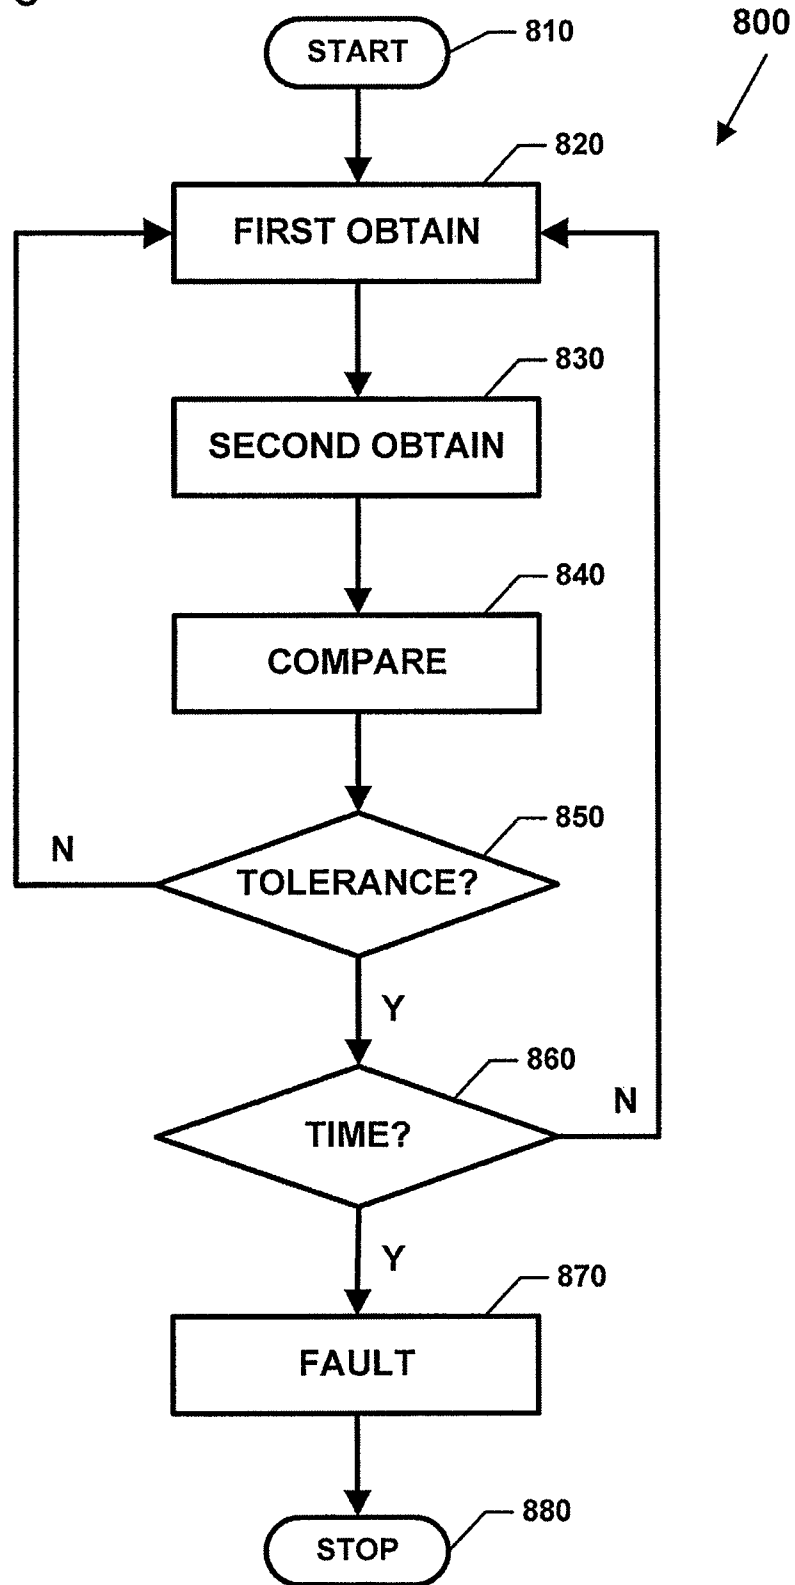 800
START
810
820
FIRST OBTAIN
830
SECOND OBTAIN
840
COMPARE
850
N
TOLERANCE?
Y
860
N
TIME?
Y
870
FAULT
880
STOP